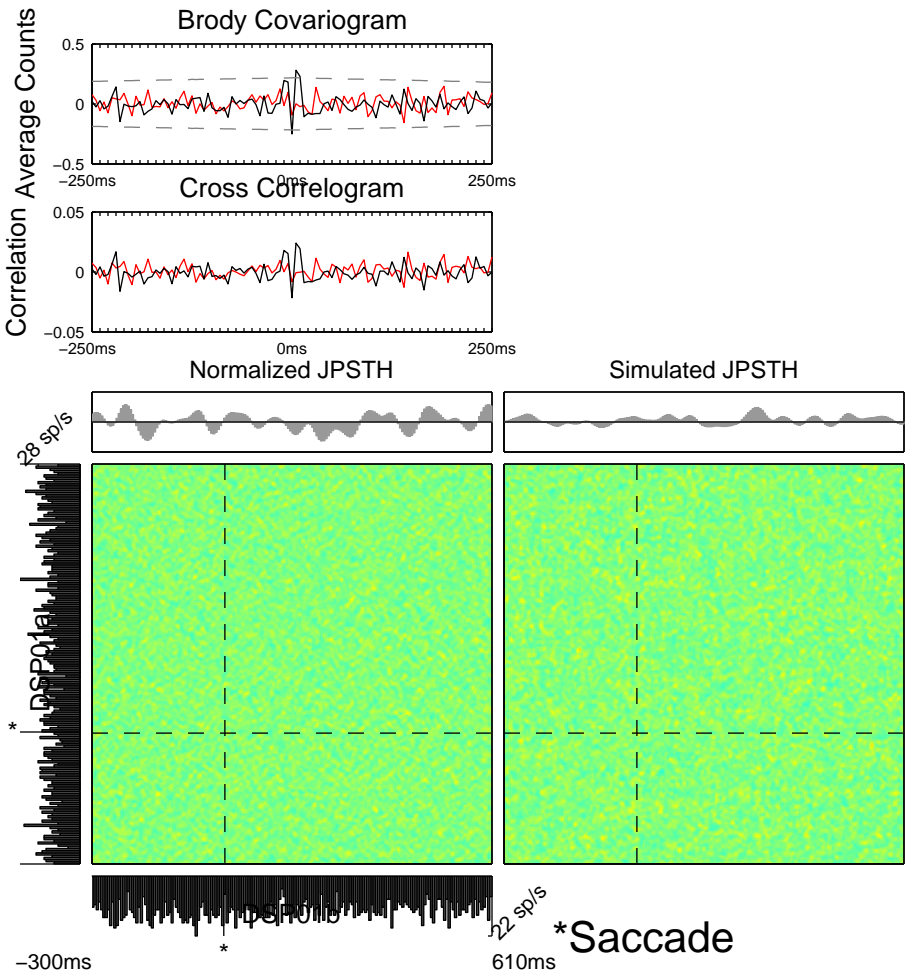 Brody Covariogram
Average Counts
0.5
0
−0.5
−250ms 0ms 250ms
Cross Correlogram
Correlation
0.05
0
−0.05
−250ms 0ms 250ms
Normalized JPSTH Simulated JPSTH
28 sp/s
DSP01a
*
DSP01b
22 sp/s
*
*Saccade
−300ms 610ms